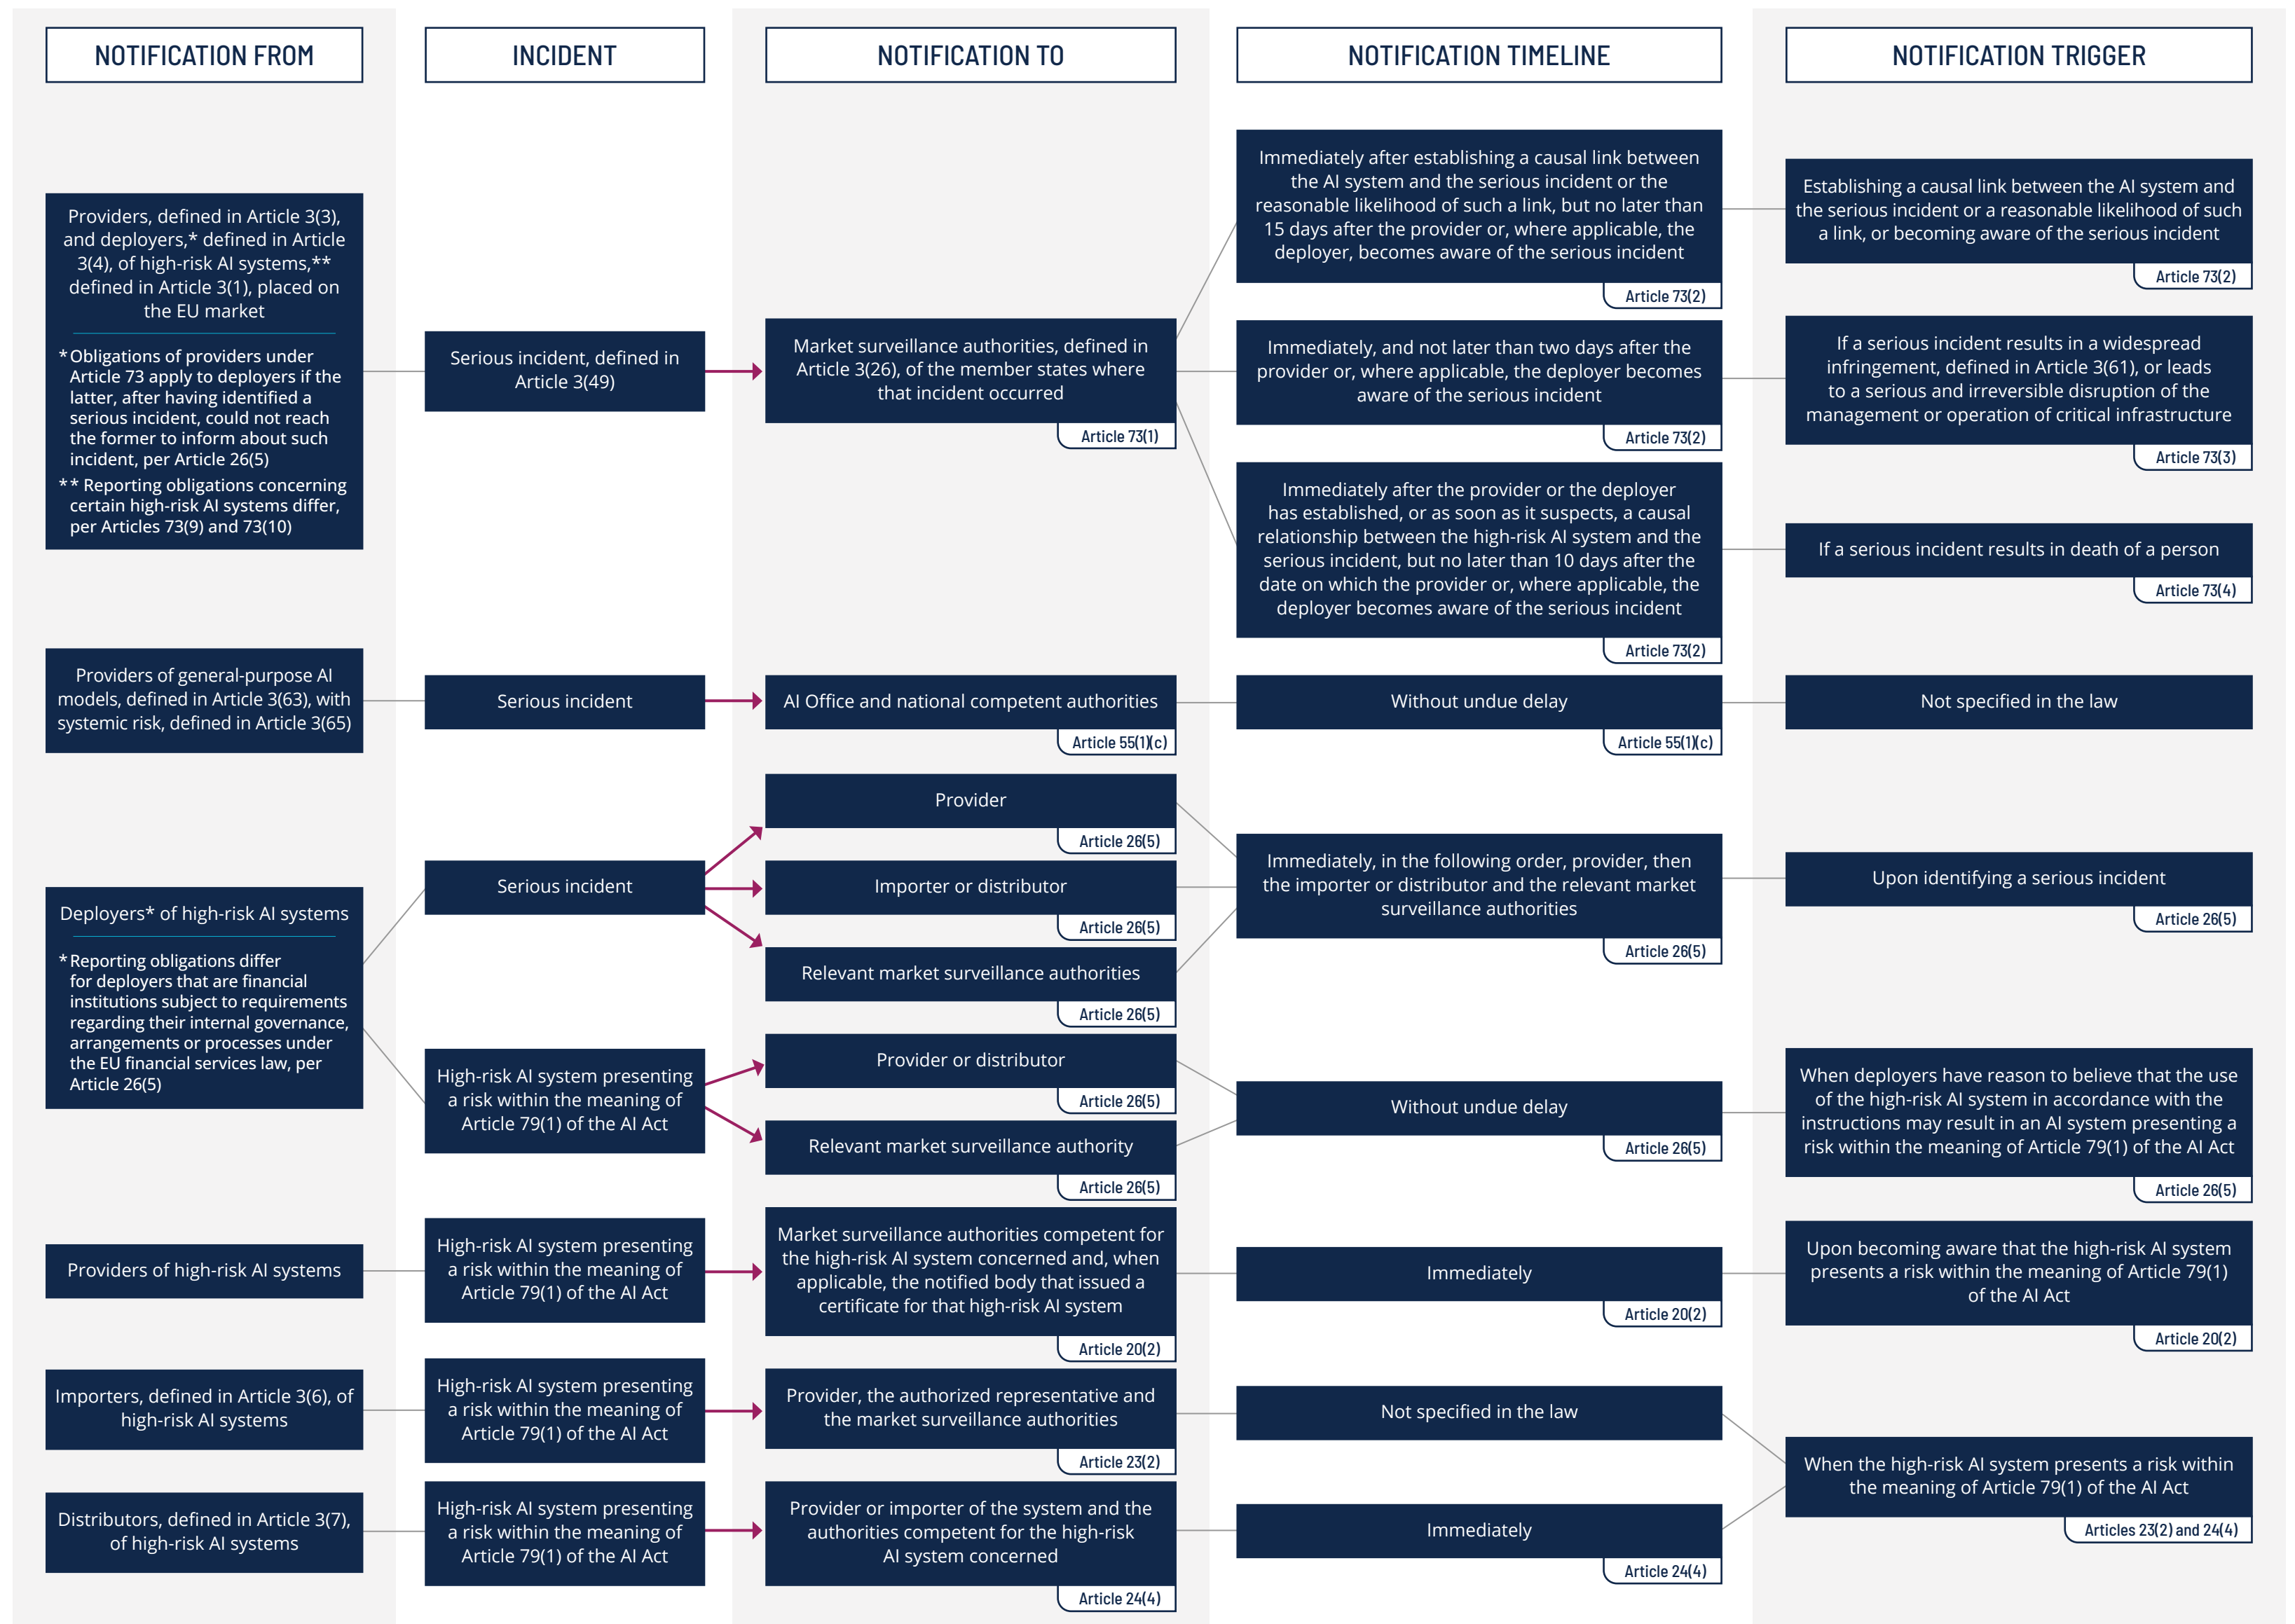 NOTIFICATION FROM
INCIDENT
NOTIFICATION TO
NOTIFICATION TIMELINE
NOTIFICATION TRIGGER
Providers, defined in Article 3(3),
and deployers,* defined in Article
3(4), of high-risk AI systems,**
defined in Article 3(1), placed on
the EU market
*Obligations of providers under
Article 73 apply to deployers if the
latter, after having identified a
serious incident, could not reach
the former to inform about such
incident, per Article 26(5)
** Reporting obligations concerning
certain high-risk AI systems differ,
per Articles 73(9) and 73(10)
Serious incident, defined in
Article 3(49)
Market surveillance authorities, defined in
Article 3(26), of the member states where
that incident occurred
Article 73(1)
Immediately after establishing a causal link between
the AI system and the serious incident or the
reasonable likelihood of such a link, but no later than
15 days after the provider or, where applicable, the
deployer, becomes aware of the serious incident
Article 73(2)
Establishing a causal link between the AI system and
the serious incident or a reasonable likelihood of such
a link, or becoming aware of the serious incident
Article 73(2)
Immediately, and not later than two days after the
provider or, where applicable, the deployer becomes
aware of the serious incident
Article 73(2)
If a serious incident results in a widespread
infringement, defined in Article 3(61), or leads
to a serious and irreversible disruption of the
management or operation of critical infrastructure
Article 73(3)
Immediately after the provider or the deployer
has established, or as soon as it suspects, a causal
relationship between the high-risk AI system and the
serious incident, but no later than 10 days after the
date on which the provider or, where applicable, the
deployer becomes aware of the serious incident
Article 73(2)
If a serious incident results in death of a person
Article 73(4)
Providers of general-purpose AI
models, defined in Article 3(63), with
systemic risk, defined in Article 3(65)
Serious incident
AI Office and national competent authorities
Article 55(1)(c)
Without undue delay
Article 55(1)(c)
Not specified in the law
Deployers* of high-risk AI systems
*Reporting obligations differ
for deployers that are financial
institutions subject to requirements
regarding their internal governance,
arrangements or processes under
the EU financial services law, per
Article 26(5)
Serious incident
Provider
Article 26(5)
Importer or distributor
Article 26(5)
Relevant market surveillance authorities
Article 26(5)
Immediately, in the following order, provider, then
the importer or distributor and the relevant market
surveillance authorities
Article 26(5)
Upon identifying a serious incident
Article 26(5)
High-risk AI system presenting
a risk within the meaning of
Article 79(1) of the AI Act
Provider or distributor
Article 26(5)
Relevant market surveillance authority
Article 26(5)
Without undue delay
Article 26(5)
When deployers have reason to believe that the use
of the high-risk AI system in accordance with the
instructions may result in an AI system presenting a
risk within the meaning of Article 79(1) of the AI Act
Article 26(5)
Providers of high-risk AI systems
High-risk AI system presenting
a risk within the meaning of
Article 79(1) of the AI Act
Market surveillance authorities competent for
the high-risk AI system concerned and, when
applicable, the notified body that issued a
certificate for that high-risk AI system
Article 20(2)
Immediately
Article 20(2)
Upon becoming aware that the high-risk AI system
presents a risk within the meaning of Article 79(1)
of the AI Act
Article 20(2)
Importers, defined in Article 3(6), of
high-risk AI systems
High-risk AI system presenting
a risk within the meaning of
Article 79(1) of the AI Act
Provider, the authorized representative and
the market surveillance authorities
Article 23(2)
Not specified in the law
When the high-risk AI system presents a risk within
the meaning of Article 79(1) of the AI Act
Articles 23(2) and 24(4)
Distributors, defined in Article 3(7),
of high-risk AI systems
High-risk AI system presenting
a risk within the meaning of
Article 79(1) of the AI Act
Provider or importer of the system and the
authorities competent for the high-risk
AI system concerned
Article 24(4)
Immediately
Article 24(4)